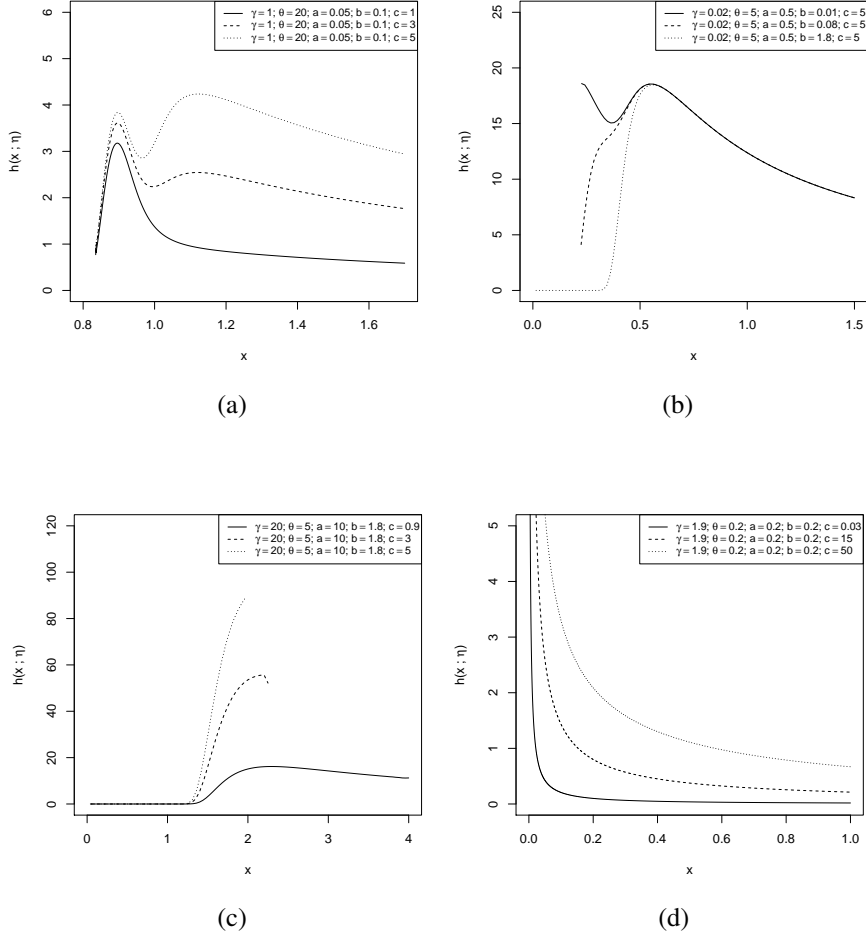 γ = 1; θ = 20; a = 0.05; b = 0.1; c = 1
γ = 1; θ = 20; a = 0.05; b = 0.1; c = 3
γ = 1; θ = 20; a = 0.05; b = 0.1; c = 5
h(x ; η)
6
5
4
3
2
1
0
0.8 1.0 1.2 1.4 1.6
x
(a)
γ = 0.02; θ = 5; a = 0.5; b = 0.01; c = 5
γ = 0.02; θ = 5; a = 0.5; b = 0.08; c = 5
γ = 0.02; θ = 5; a = 0.5; b = 1.8; c = 5
h(x ; η)
25
20
15
10
5
0
0.0 0.5 1.0 1.5
x
(b)
γ = 20; θ = 5; a = 10; b = 1.8; c = 0.9
γ = 20; θ = 5; a = 10; b = 1.8; c = 3
γ = 20; θ = 5; a = 10; b = 1.8; c = 5
h(x ; η)
120
100
80
60
40
20
0
0 1 2 3 4
x
(c)
γ = 1.9; θ = 0.2; a = 0.2; b = 0.2; c = 0.03
γ = 1.9; θ = 0.2; a = 0.2; b = 0.2; c = 15
γ = 1.9; θ = 0.2; a = 0.2; b = 0.2; c = 50
h(x ; η)
5
4
3
2
1
0
0.0 0.2 0.4 0.6 0.8 1.0
x
(d)